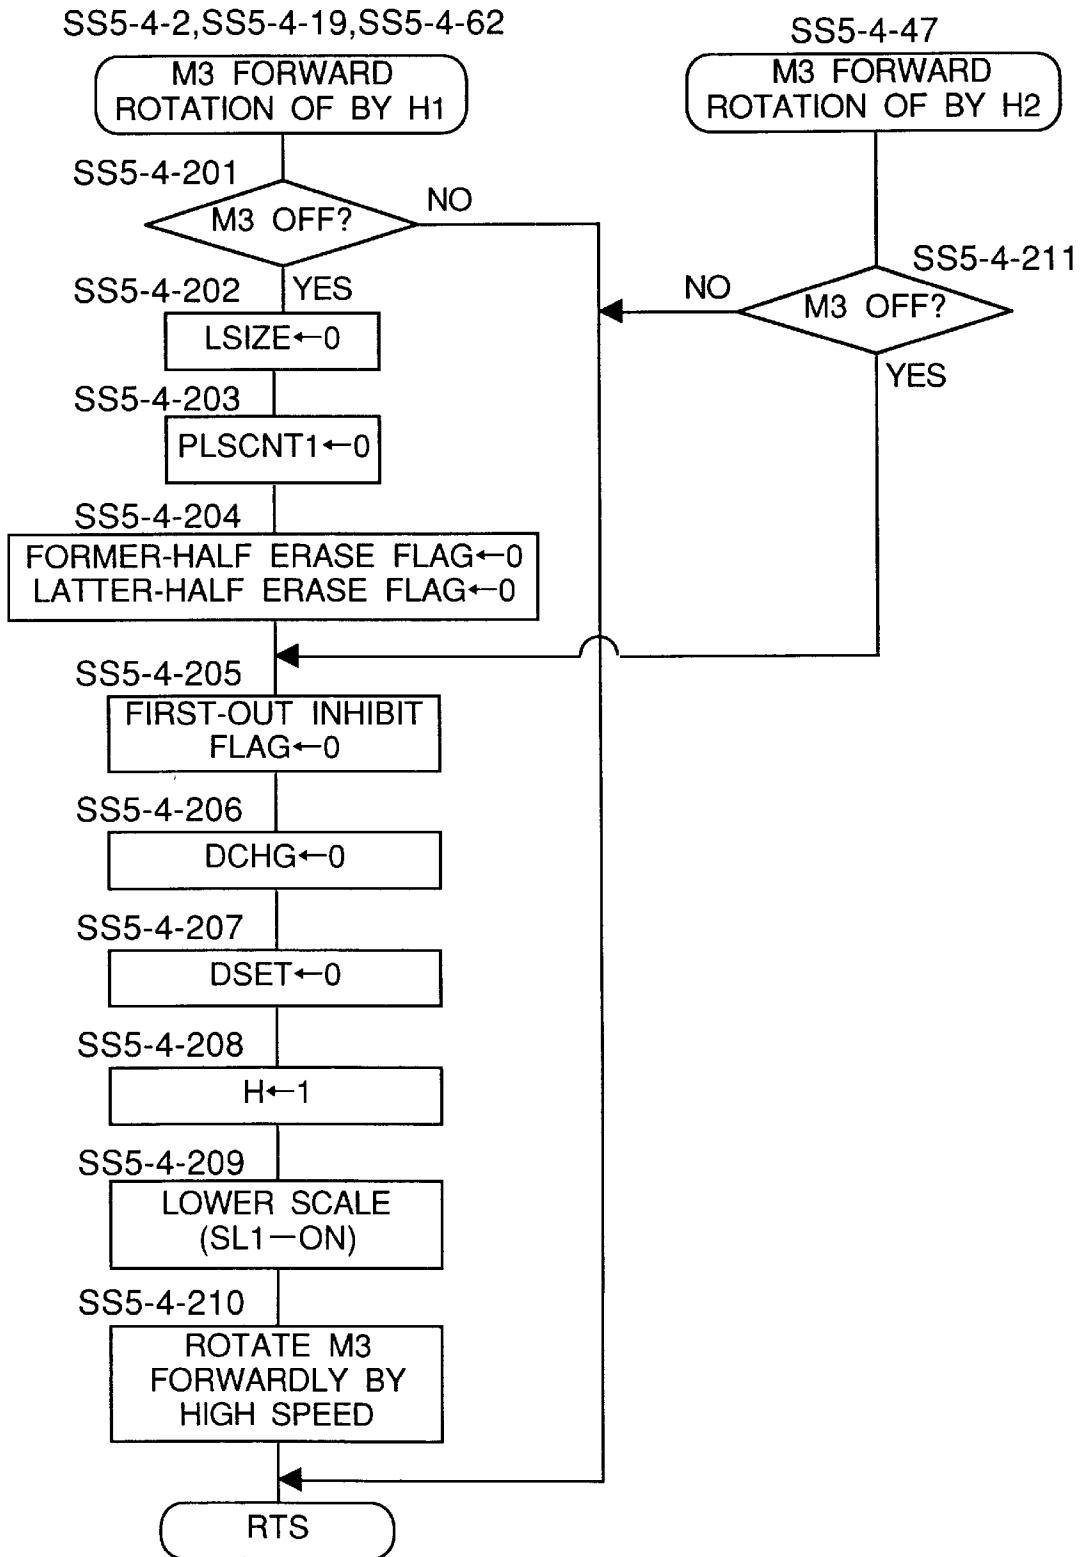 SS5-4-2,SS5-4-19,SS5-4-62
M3 FORWARD
ROTATION OF BY H1
SS5-4-201
M3 OFF?
NO
YES
SS5-4-202
LSIZE←0
SS5-4-203
PLSCNT1←0
SS5-4-204
FORMER-HALF ERASE FLAG←0
LATTER-HALF ERASE FLAG←0
SS5-4-47
M3 FORWARD
ROTATION OF BY H2
SS5-4-211
M3 OFF?
NO
YES
SS5-4-205
FIRST-OUT INHIBIT
FLAG←0
SS5-4-206
DCHG←0
SS5-4-207
DSET←0
SS5-4-208
H←1
SS5-4-209
LOWER SCALE
(SL1—ON)
SS5-4-210
ROTATE M3
FORWARDLY BY
HIGH SPEED
RTS